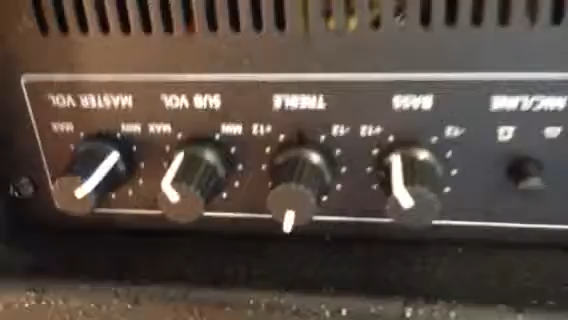 -12 +12 -12 +12 MIN MAX MIN MAX
MIC/LINE BASS TREBLE SUB VOL MASTER VOL